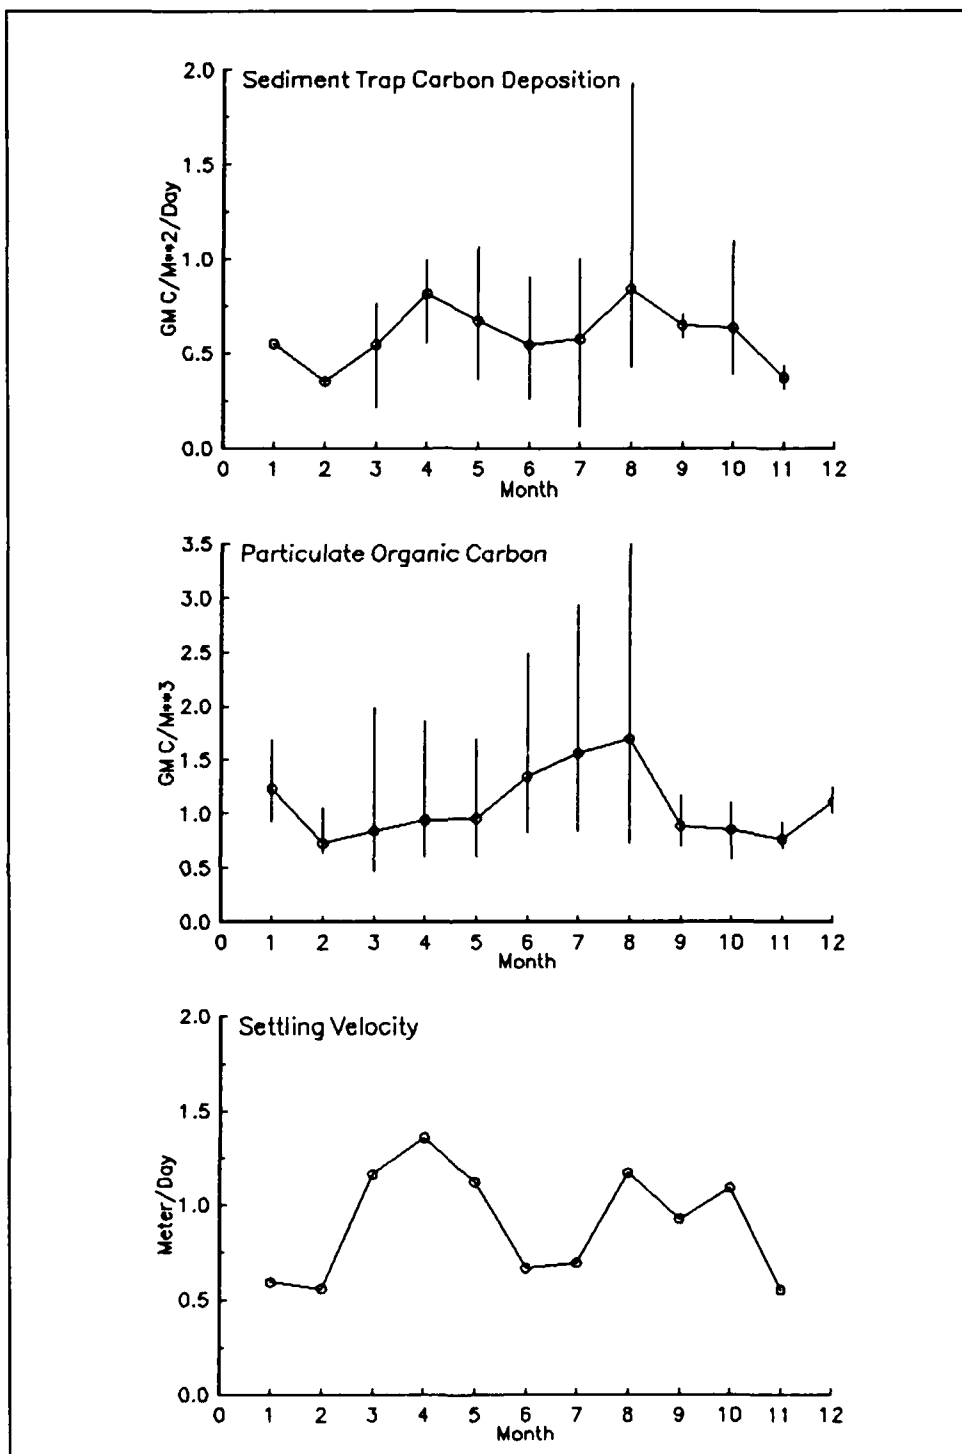 Sediment Trap Carbon Deposition
2.0
1.5
1.0
0.5
0.0
GM C/M**2/Day
0 1 2 3 4 5 6 7 8 9 10 11 12
Month
Particulate Organic Carbon
3.5
3.0
2.5
2.0
1.5
1.0
0.5
0.0
GM C/M**3
0 1 2 3 4 5 6 7 8 9 10 11 12
Month
Settling Velocity
2.0
1.5
1.0
0.5
0.0
Meter/Day
0 1 2 3 4 5 6 7 8 9 10 11 12
Month